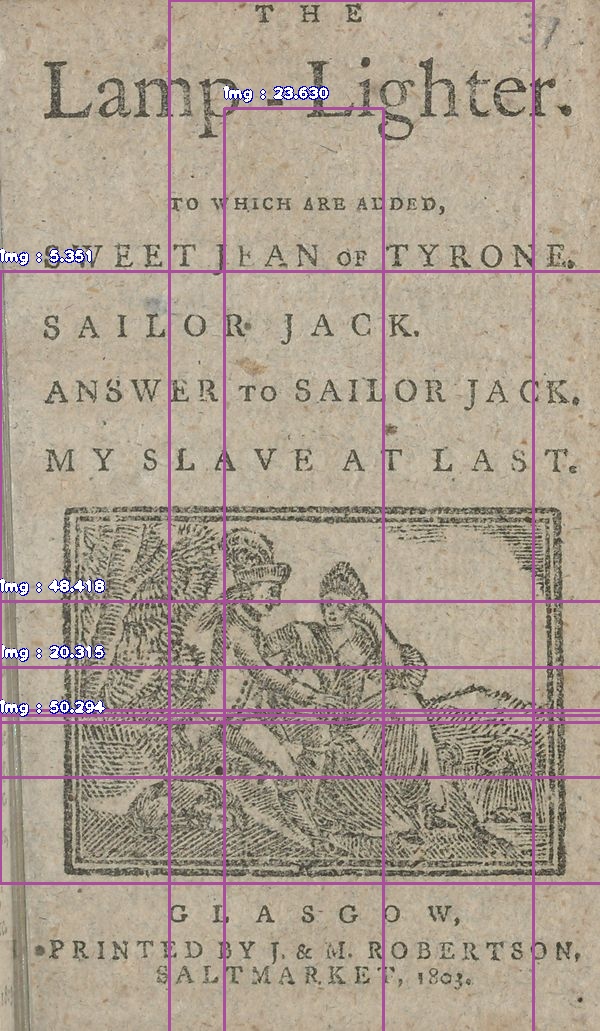 THE
37
Lamp-Lighter.
TO WHICH ARE ADDED,
SWEET JEAN OF TYRONE.
SAILOR JACK.
ANSWER TO SAILOR JACK.
MY SLAVE AT LAST.
GLASGOW,
PRINTED BY J. & M. ROBERTSON,
SALTMARKET, 1803.
Img : 23.630
Img : 5.351
Img : 48.418
Img : 20.315
Img : 50.294